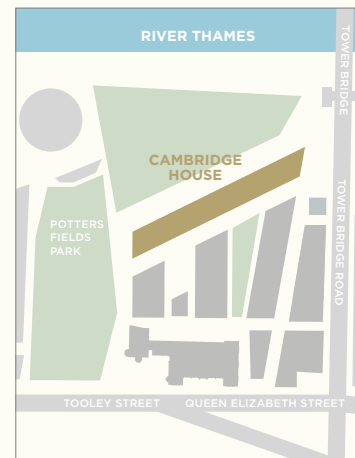 RIVER THAMES
TOWER BRIDGE
CAMBRIDGE
HOUSE
TOWER BRIDGE ROAD
POTTERS
FIELDS
PARK
TOOLEY STREET
QUEEN ELIZABETH STREET